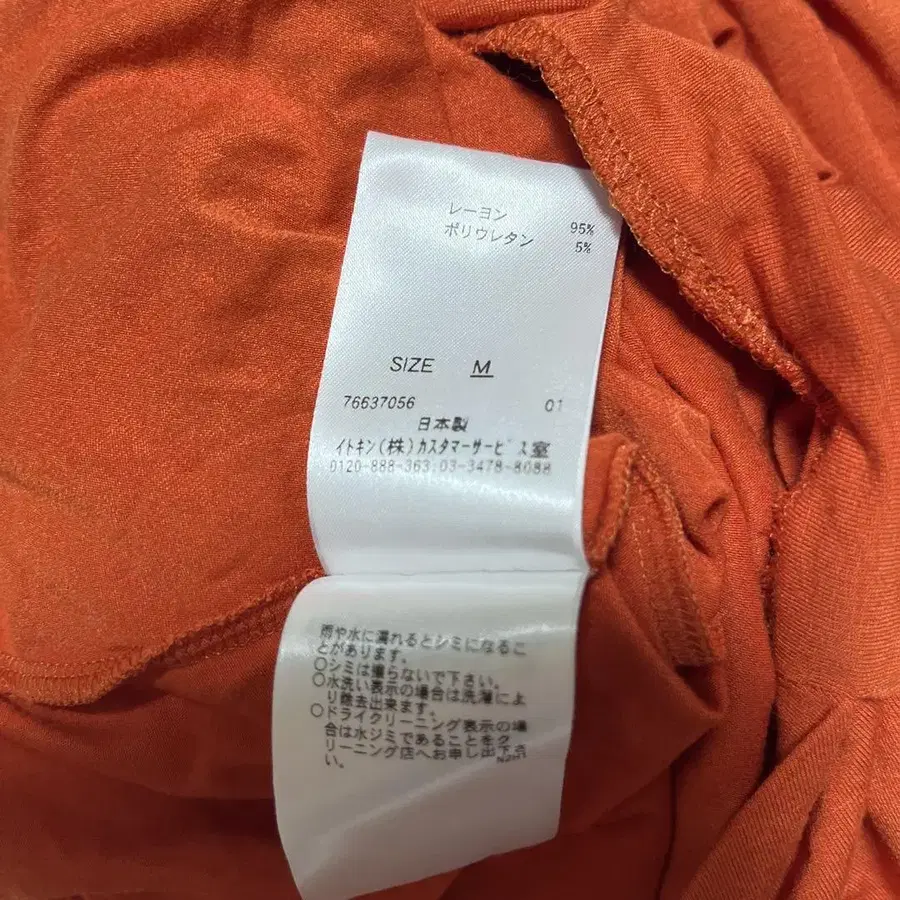 レーヨン 95%
ポリウレタン 5%
SIZE M
76637056 01
日本製
イトキン(株)カスタマーサービス室
0120-888-363:03-3478-8088
雨や水に濡れるとシミになるこ
とがあります。
○シミは擦らないで下さい。
○水洗い表示の場合は洗濯によ
り除去出来ます。
○ドライクリーニング表示の場
合は水ジミであることをク
リーニング店へお申し出下さ
い。